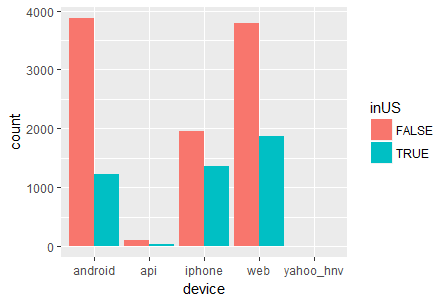 4000
3000
2000
1000
0
count
android api iphone web yahoo_hnv
device
inUS
FALSE
TRUE